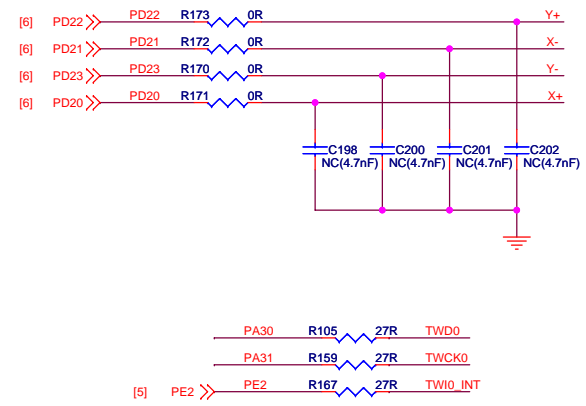 [6] PD22 PD22 R173 0R Y+
[6] PD21 PD21 R172 0R X-
[6] PD23 PD23 R170 0R Y-
[6] PD20 PD20 R171 0R X+
C198 C200 C201 C202
NC(4.7nF) NC(4.7nF) NC(4.7nF) NC(4.7nF)
PA30 R105 27R TWD0
PA31 R159 27R TWCK0
[5] PE2 PE2 R167 27R TWI0_INT